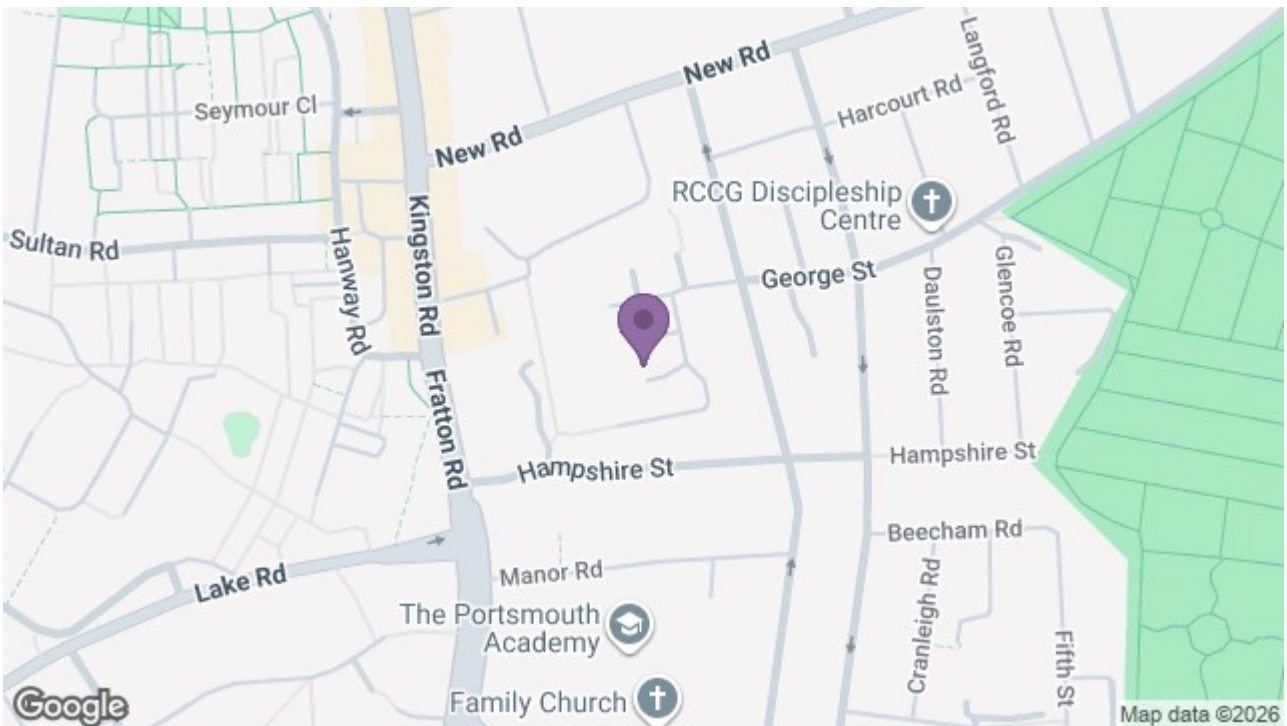 New Rd
Langford Rd
Harcourt Rd
Seymour Cl
New Rd
RCCG Discipleship
Centre
Kingston Rd
Sultan Rd
Hanway Rd
George St
Glencoe Rd
Daulston Rd
Fratton Rd
Hampshire St
Hampshire St
Beecham Rd
Lake Rd
Manor Rd
Cranleigh Rd
The Portsmouth
Academy
Fifth St
Family Church
Google
Map data ©2026